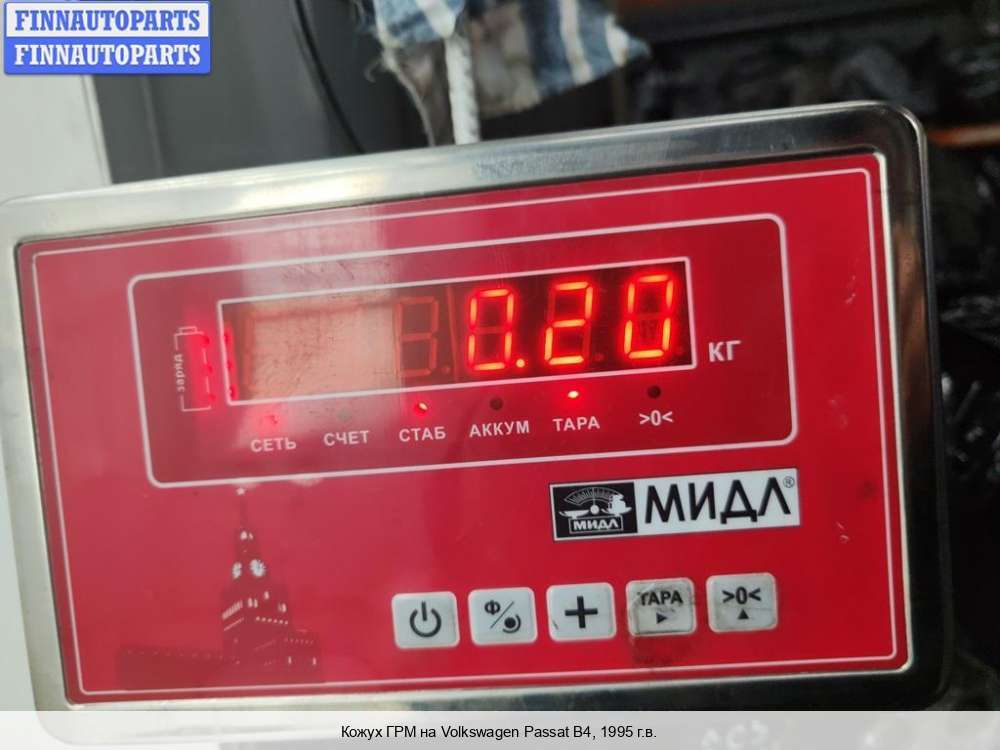 FINNAUTOPARTS
FINNAUTOPARTS
заряд
0.20
КГ
СЕТЬ СЧЕТ СТАБ АККУМ ТАРА >0<
МИДЛ
МИДЛ®
Ф ТАРА >0<
Кожух ГРМ на Volkswagen Passat B4, 1995 г.в.